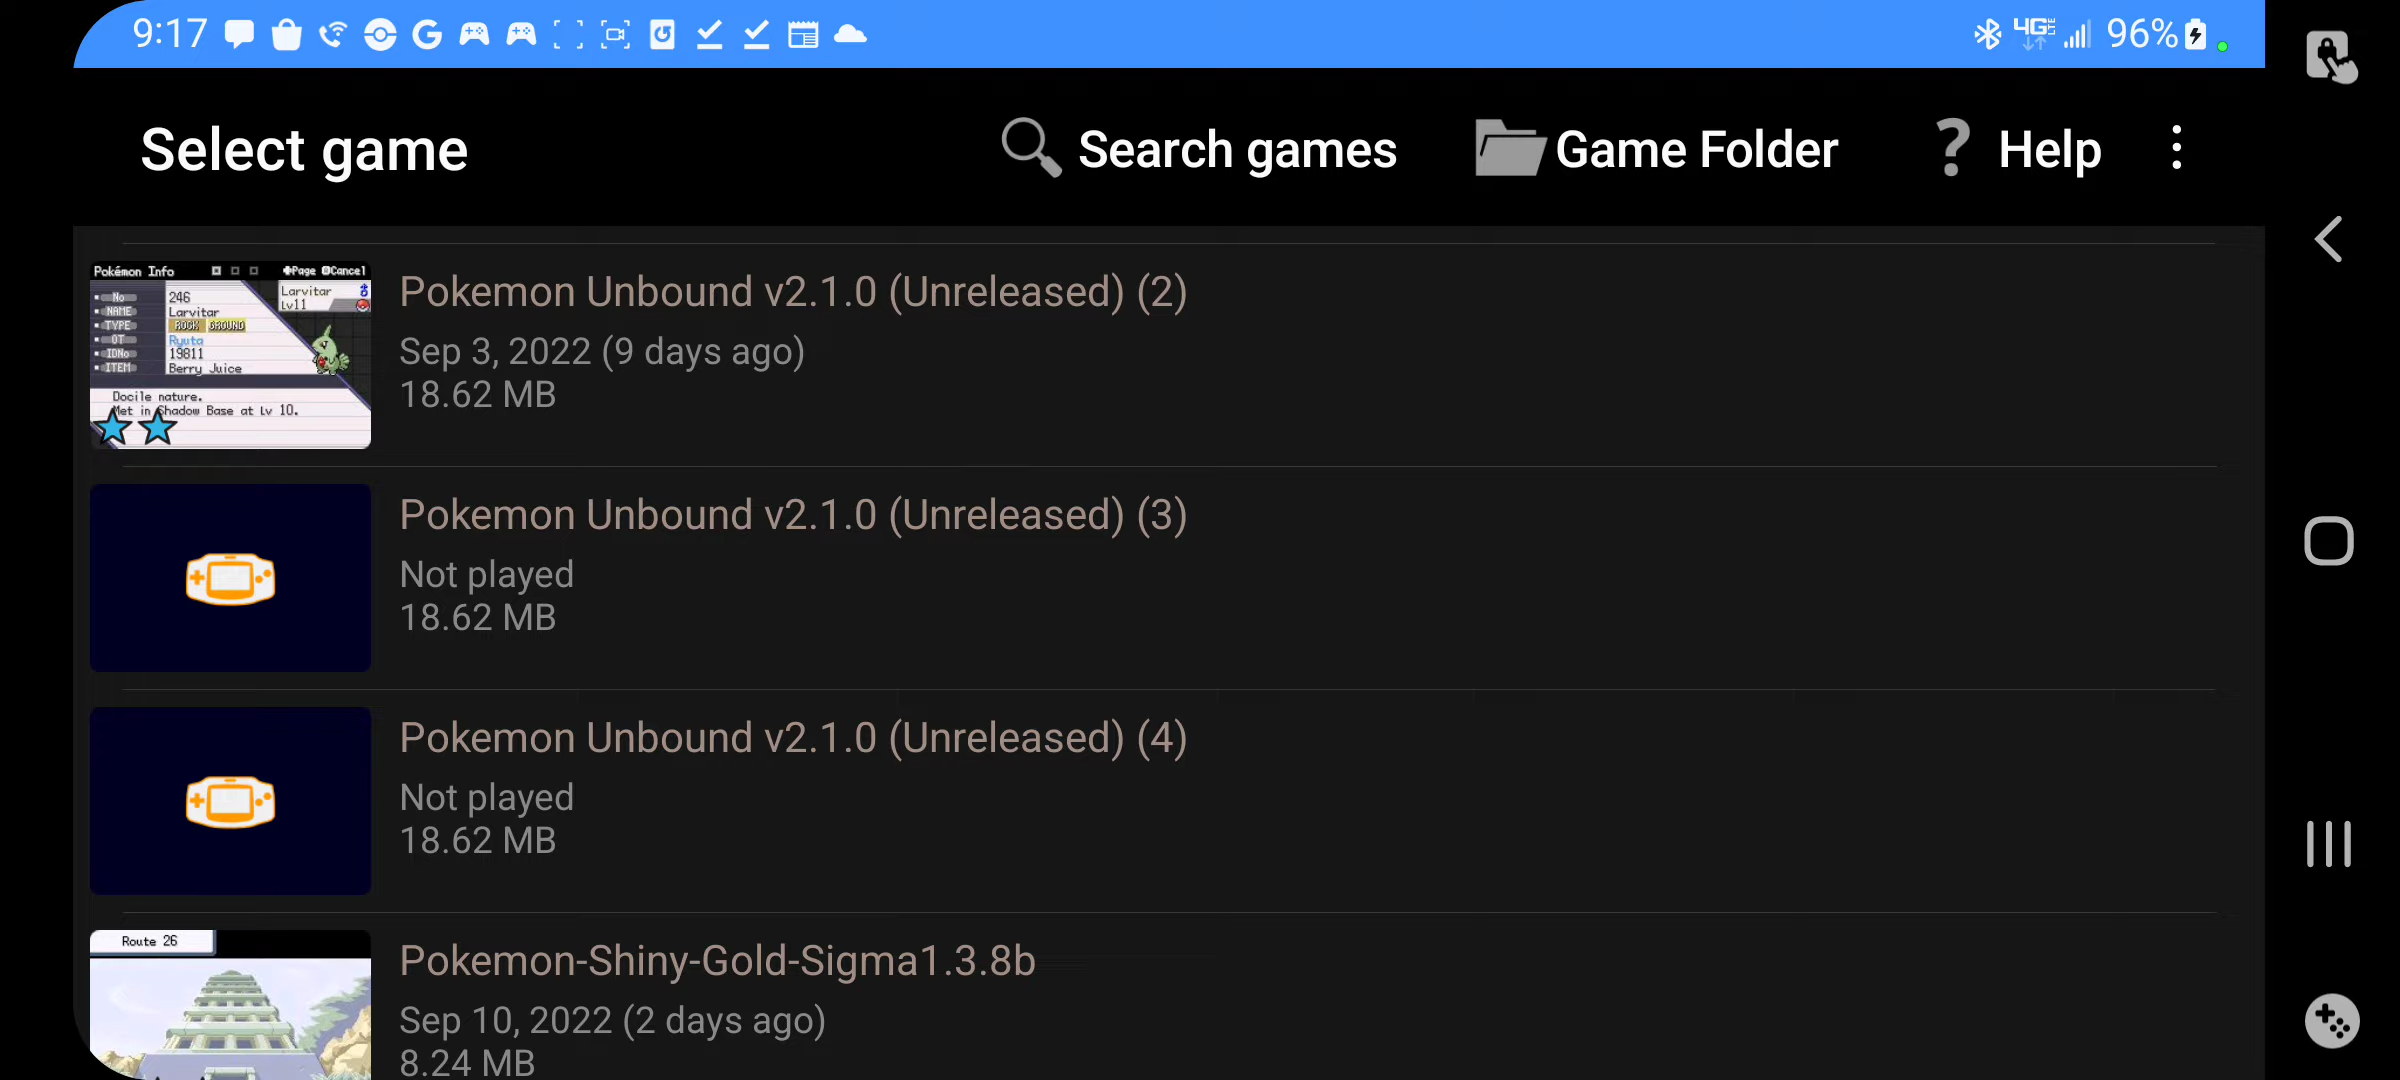 9:17
4G LTE
96%
Select game
Search games
Game Folder
? Help
Pokémon Info
Page Cancel
No 246
NAME Larvitar
TYPE ROCK GROUND
OT Ryuta
IDNo 19811
ITEM Berry Juice
Larvitar
Lv11
Docile nature.
Met in Shadow Base at Lv 10.
Pokemon Unbound v2.1.0 (Unreleased) (2)
Sep 3, 2022 (9 days ago)
18.62 MB
Pokemon Unbound v2.1.0 (Unreleased) (3)
Not played
18.62 MB
Pokemon Unbound v2.1.0 (Unreleased) (4)
Not played
18.62 MB
Route 26
Pokemon-Shiny-Gold-Sigma1.3.8b
Sep 10, 2022 (2 days ago)
8.24 MB